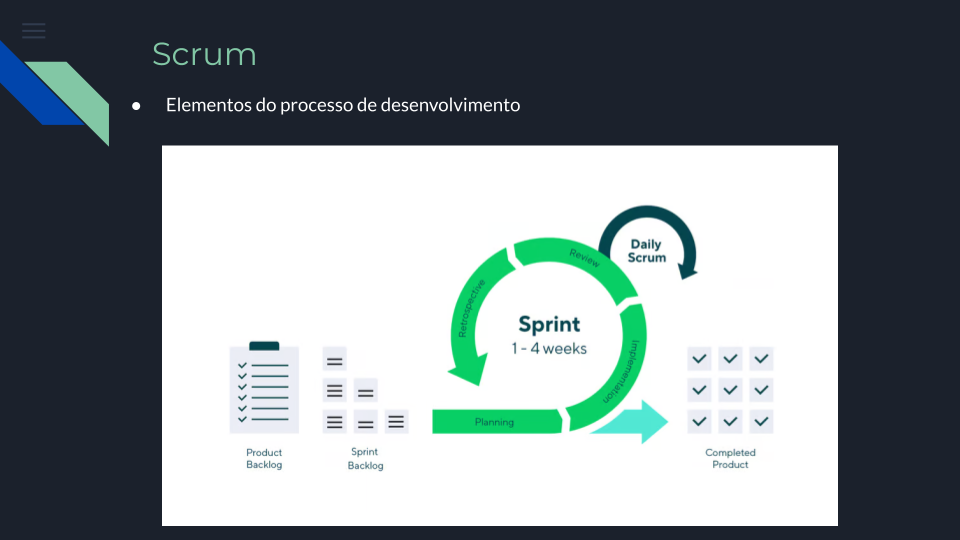 Scrum
● Elementos do processo de desenvolvimento
Daily
Scrum
Review
Retrospective
Sprint
1 - 4 weeks
Implementation
Planning
Product
Backlog
Sprint
Backlog
Completed
Product